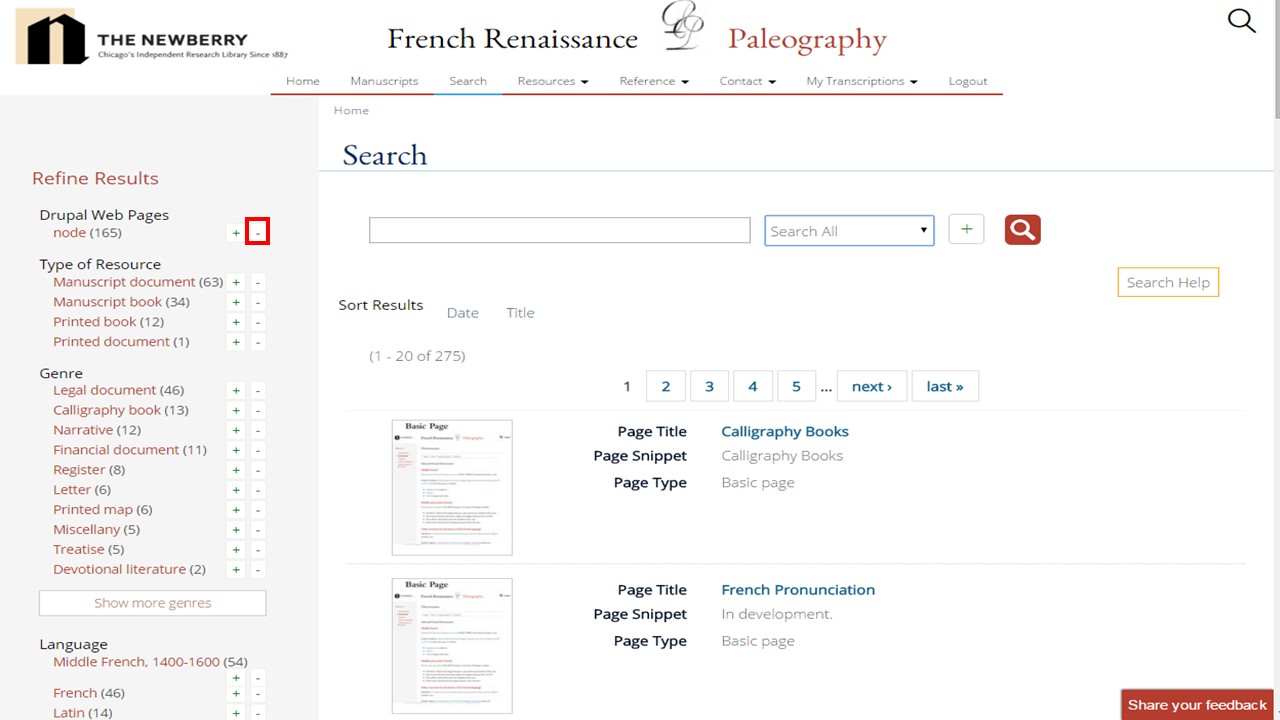 THE NEWBERRY
Chicago's Independent Research Library Since 1887
French Renaissance Paleography
Home Manuscripts Search Resources Reference Contact My Transcriptions Logout
Home
Search
Refine Results
Drupal Web Pages
node (165) + -
Type of Resource
Manuscript document (63) + -
Manuscript book (34) + -
Printed book (12) + -
Printed document (1) + -
Genre
Legal document (46) + -
Calligraphy book (13) + -
Narrative (12) + -
Financial document (11) + -
Register (8) + -
Letter (6) + -
Printed map (6) + -
Miscellany (5) + -
Treatise (5) + -
Devotional literature (2) + -
Show more genres
Language
Middle French, 1400-1600 (54)
+ -
French (46) + -
Latin (14) + -
Search All +
Search Help
Sort Results Date Title
(1 - 20 of 275)
1 2 3 4 5 ... next › last »
Basic Page
Page Title Calligraphy Books
Page Snippet Calligraphy Books
Page Type Basic page
Basic Page
Page Title French Pronunciation
Page Snippet In development.
Page Type Basic page
Share your feedback